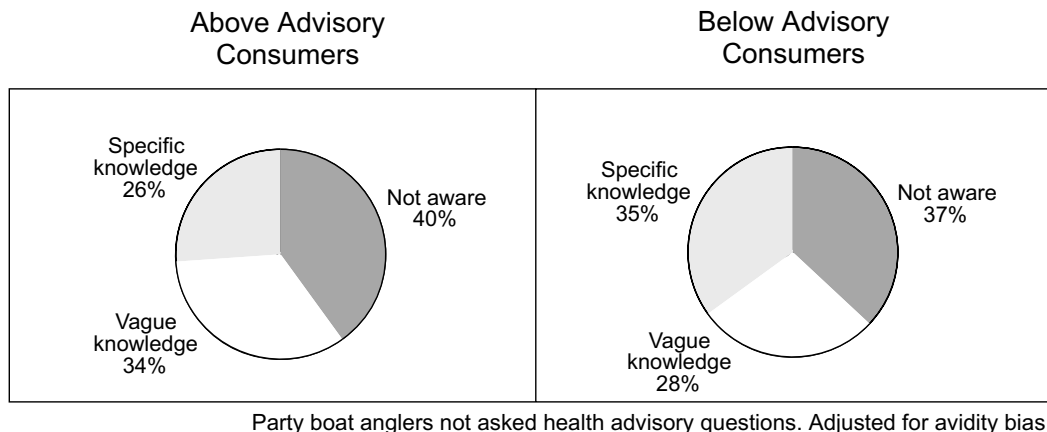 Above Advisory
Consumers
Below Advisory
Consumers
Specific
knowledge
26%
Not aware
40%
Vague
knowledge
34%
Specific
knowledge
35%
Not aware
37%
Vague
knowledge
28%
Party boat anglers not asked health advisory questions. Adjusted for avidity bias